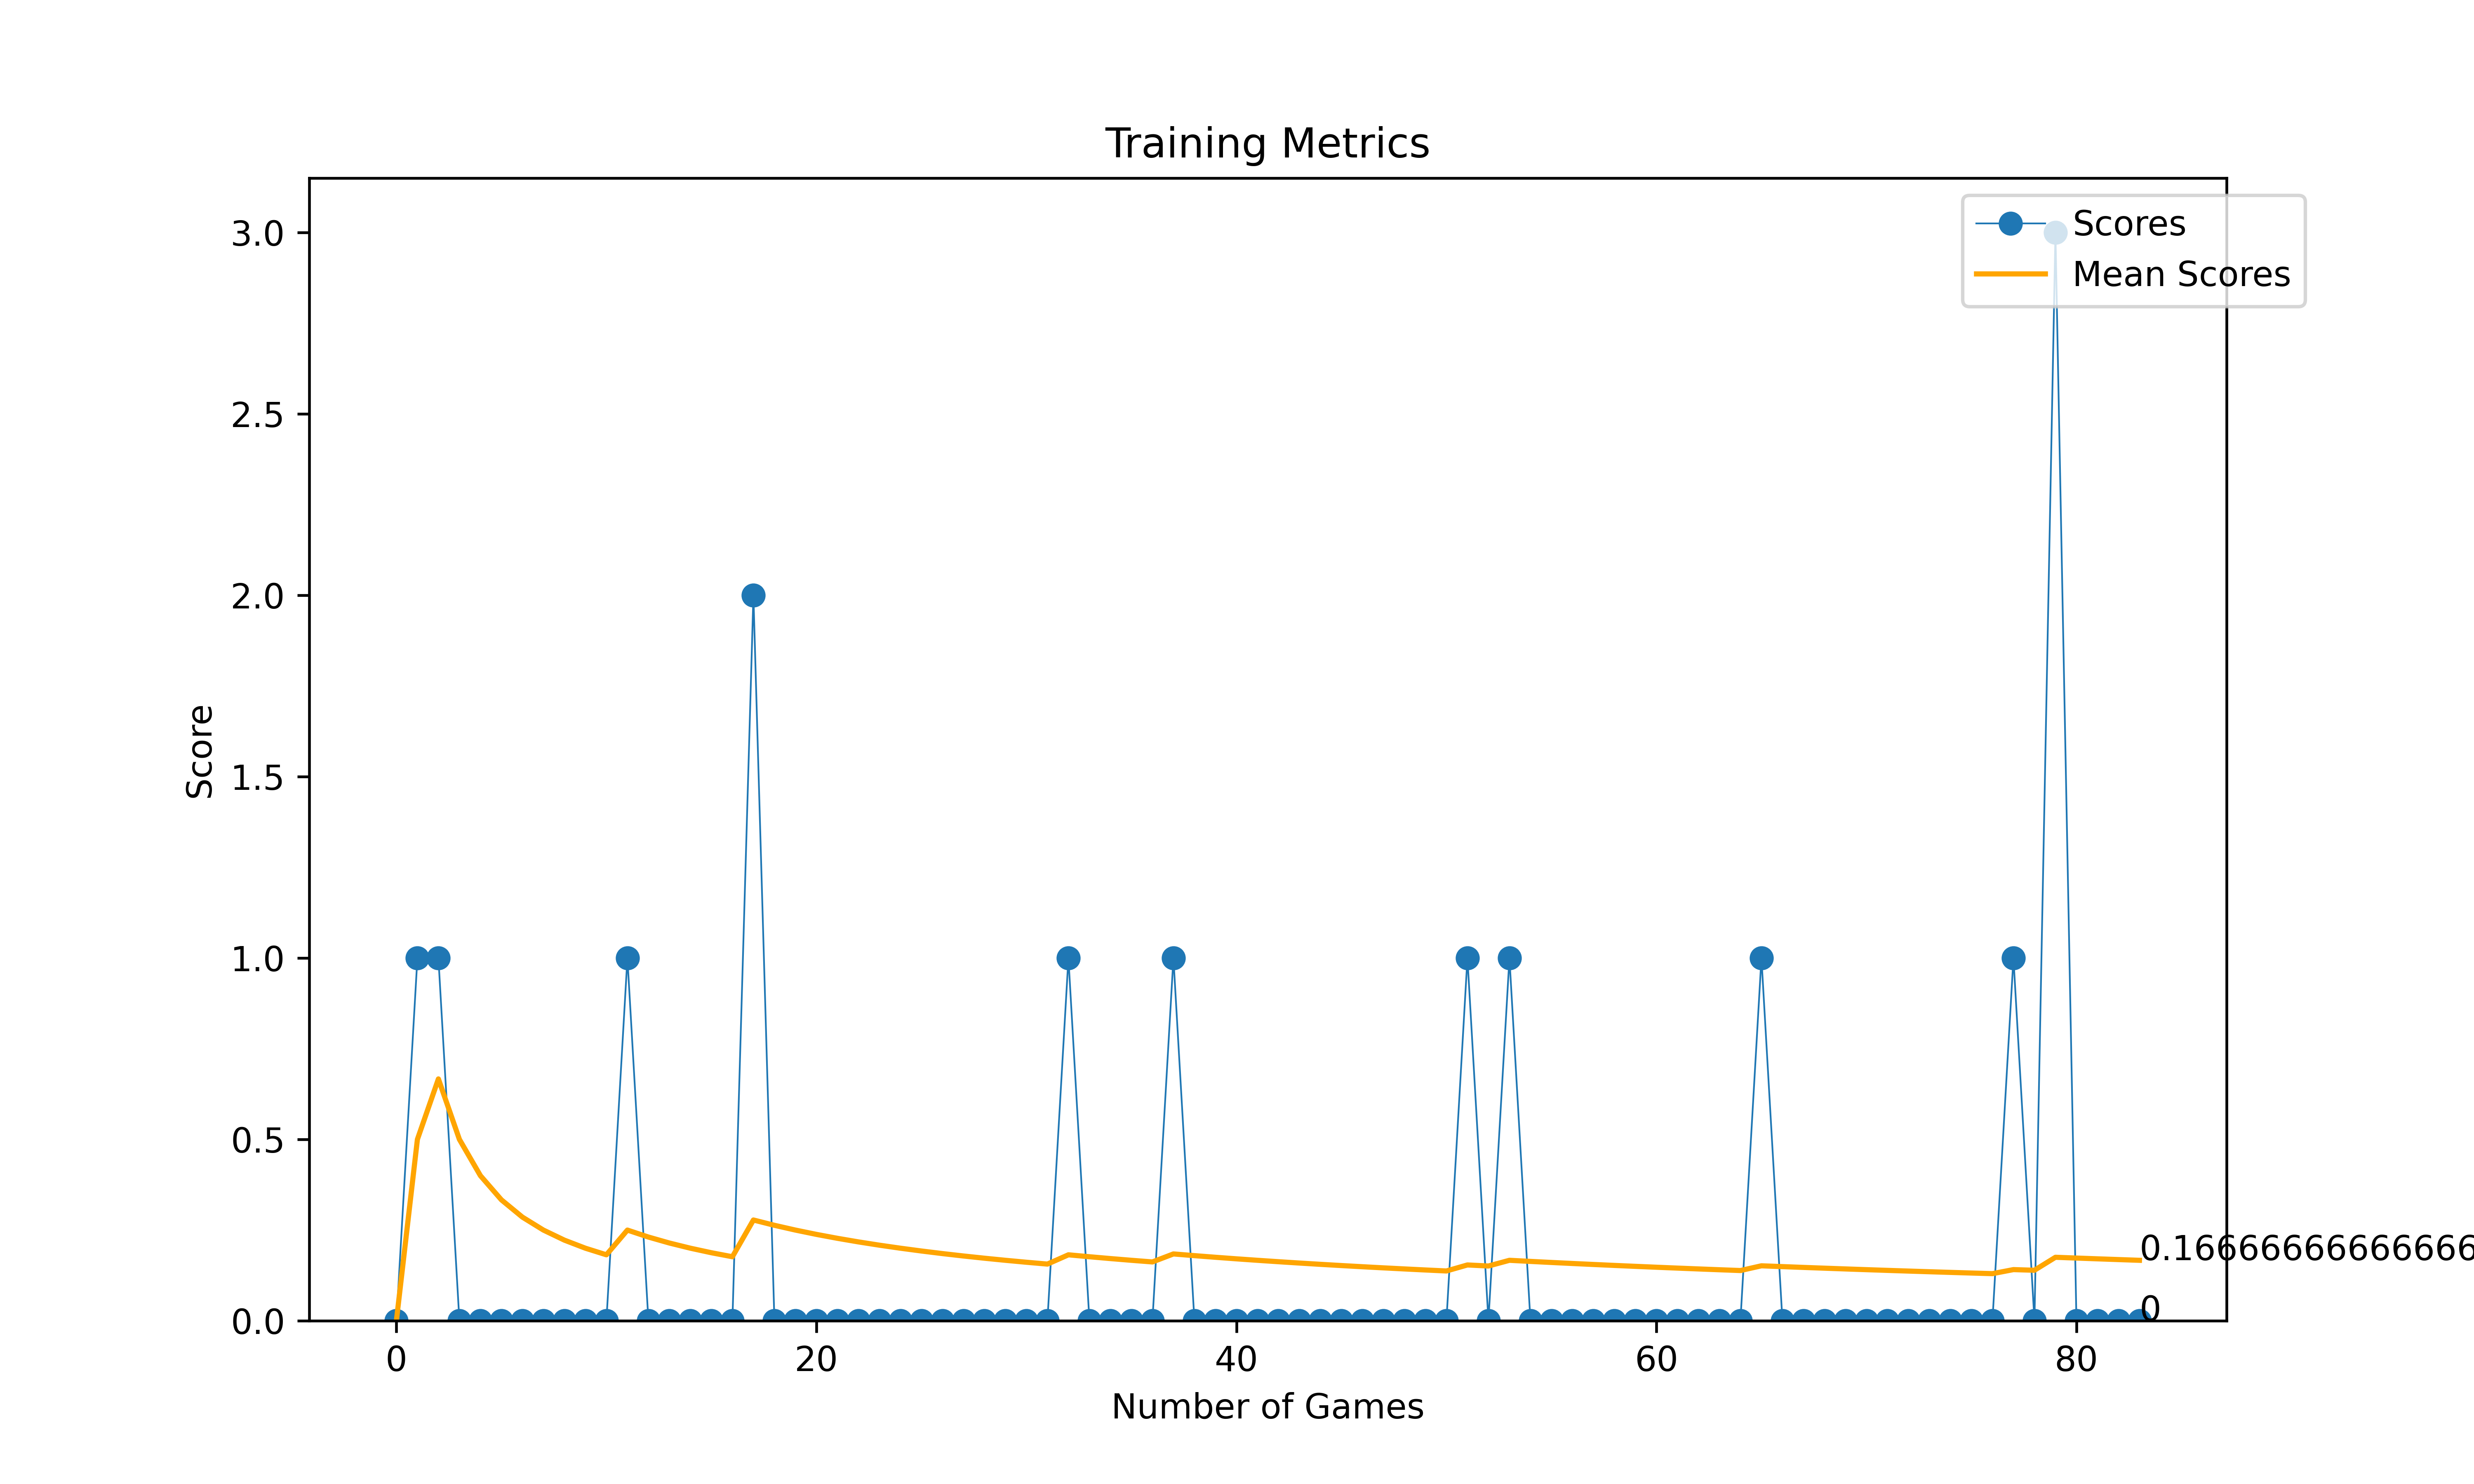 Training Metrics
Scores
Mean Scores
3.0
2.5
2.0
1.5
1.0
0.5
0.0
Score
0.16666666666666
0
0 20 40 60 80
Number of Games